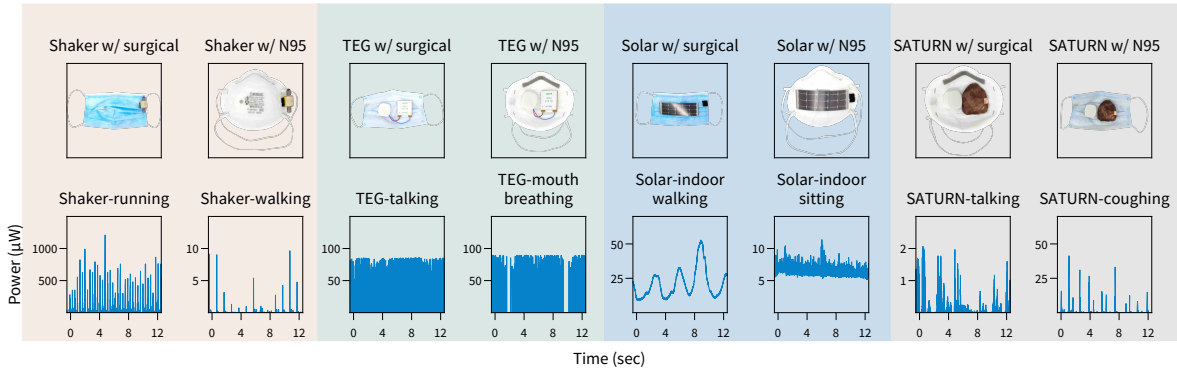 Shaker w/ surgical
Shaker w/ N95
TEG w/ surgical
TEG w/ N95
Solar w/ surgical
Solar w/ N95
SATURN w/ surgical
SATURN w/ N95
Shaker-running
Shaker-walking
TEG-talking
TEG-mouth
breathing
Solar-indoor
walking
Solar-indoor
sitting
SATURN-talking
SATURN-coughing
Power (μW)
1000
500
0 4 8 12
10
5
0 4 8 12
100
50
0 4 8 12
100
50
0 4 8 12
50
25
0 4 8 12
10
5
0 4 8 12
2
1
0 4 8 12
50
25
0 4 8 12
Time (sec)